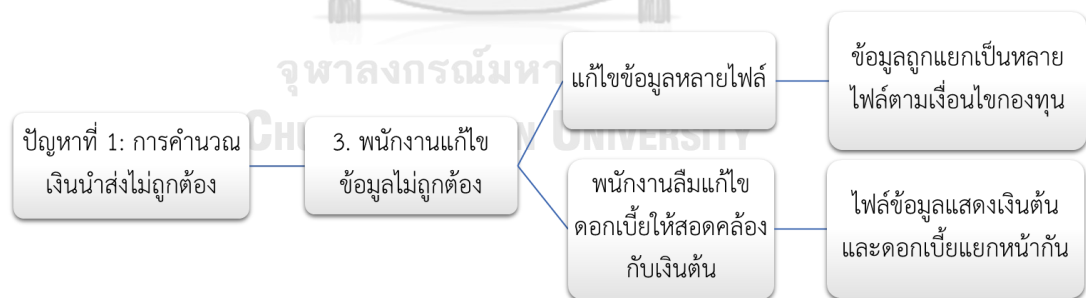 จุฬาลงกรณ์มหา
CHU
N UNIVERSITY
ปัญหาที่ 1: การคำนวณ
เงินนำส่งไม่ถูกต้อง
3. พนักงานแก้ไข
ข้อมูลไม่ถูกต้อง
แก้ไขข้อมูลหลายไฟล์
ข้อมูลถูกแยกเป็นหลาย
ไฟล์ตามเงื่อนไขกองทุน
พนักงานลืมแก้ไข
ดอกเบี้ยให้สอดคล้อง
กับเงินต้น
ไฟล์ข้อมูลแสดงเงินต้น
และดอกเบี้ยแยกหน้ากัน